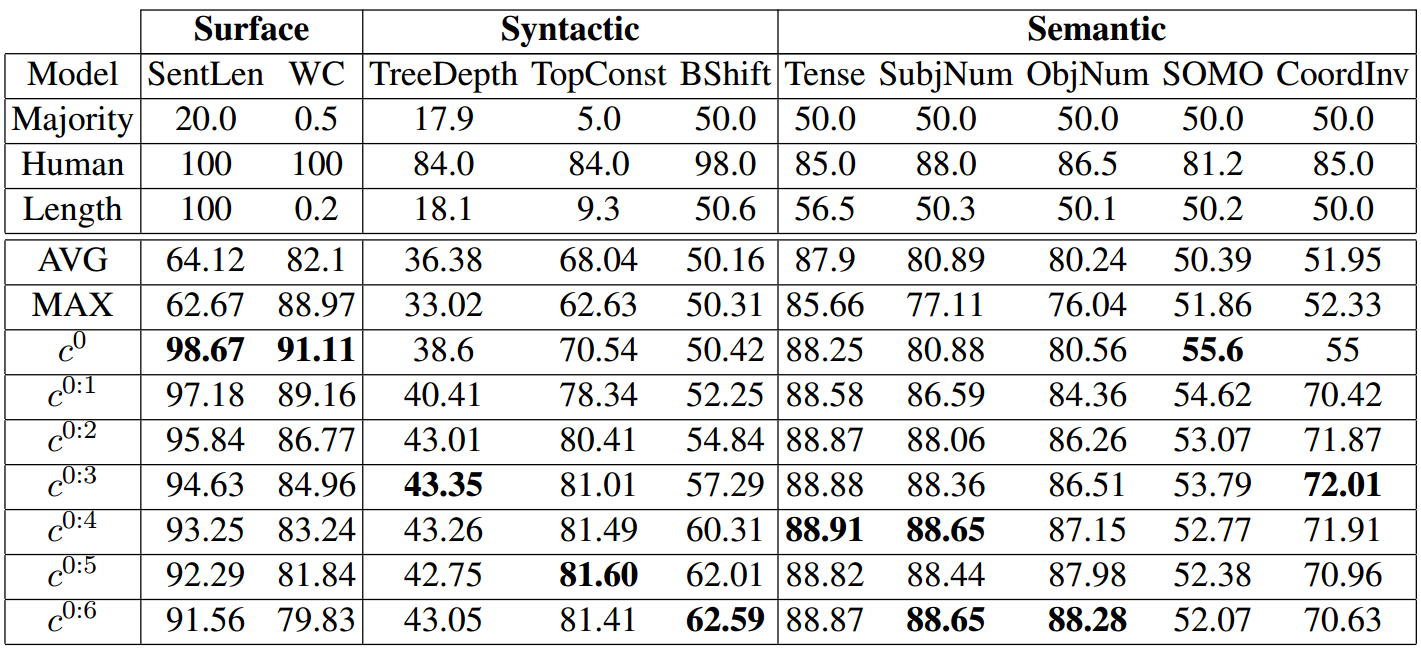 Surface Syntactic Semantic
Model SentLen WC TreeDepth TopConst BShift Tense SubjNum ObjNum SOMO CoordInv
Majority 20.0 0.5 17.9 5.0 50.0 50.0 50.0 50.0 50.0 50.0
Human 100 100 84.0 84.0 98.0 85.0 88.0 86.5 81.2 85.0
Length 100 0.2 18.1 9.3 50.6 56.5 50.3 50.1 50.2 50.0
AVG 64.12 82.1 36.38 68.04 50.16 87.9 80.89 80.24 50.39 51.95
MAX 62.67 88.97 33.02 62.63 50.31 85.66 77.11 76.04 51.86 52.33
c^0 98.67 91.11 38.6 70.54 50.42 88.25 80.88 80.56 55.6 55
c^0:1 97.18 89.16 40.41 78.34 52.25 88.58 86.59 84.36 54.62 70.42
c^0:2 95.84 86.77 43.01 80.41 54.84 88.87 88.06 86.26 53.07 71.87
c^0:3 94.63 84.96 43.35 81.01 57.29 88.88 88.36 86.51 53.79 72.01
c^0:4 93.25 83.24 43.26 81.49 60.31 88.91 88.65 87.15 52.77 71.91
c^0:5 92.29 81.84 42.75 81.60 62.01 88.82 88.44 87.98 52.38 70.96
c^0:6 91.56 79.83 43.05 81.41 62.59 88.87 88.65 88.28 52.07 70.63